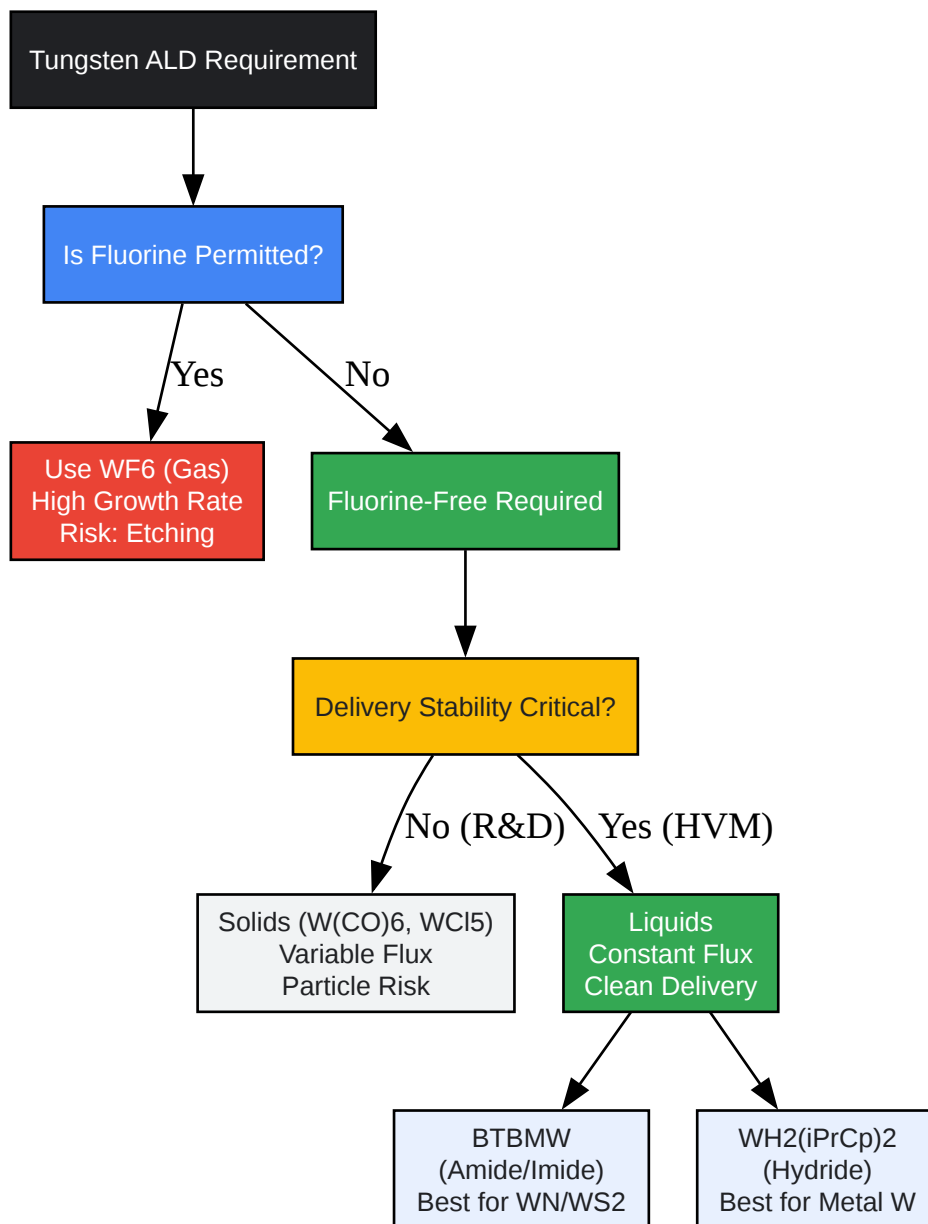 Tungsten ALD Requirement
Is Fluorine Permitted?
Yes
No
Use WF6 (Gas)
High Growth Rate
Risk: Etching
Fluorine-Free Required
Delivery Stability Critical?
No (R&D)
Yes (HVM)
Solids (W(CO)6, WCl5)
Variable Flux
Particle Risk
Liquids
Constant Flux
Clean Delivery
BTBMW
(Amide/Imide)
Best for WN/WS2
WH2(iPrCp)2
(Hydride)
Best for Metal W